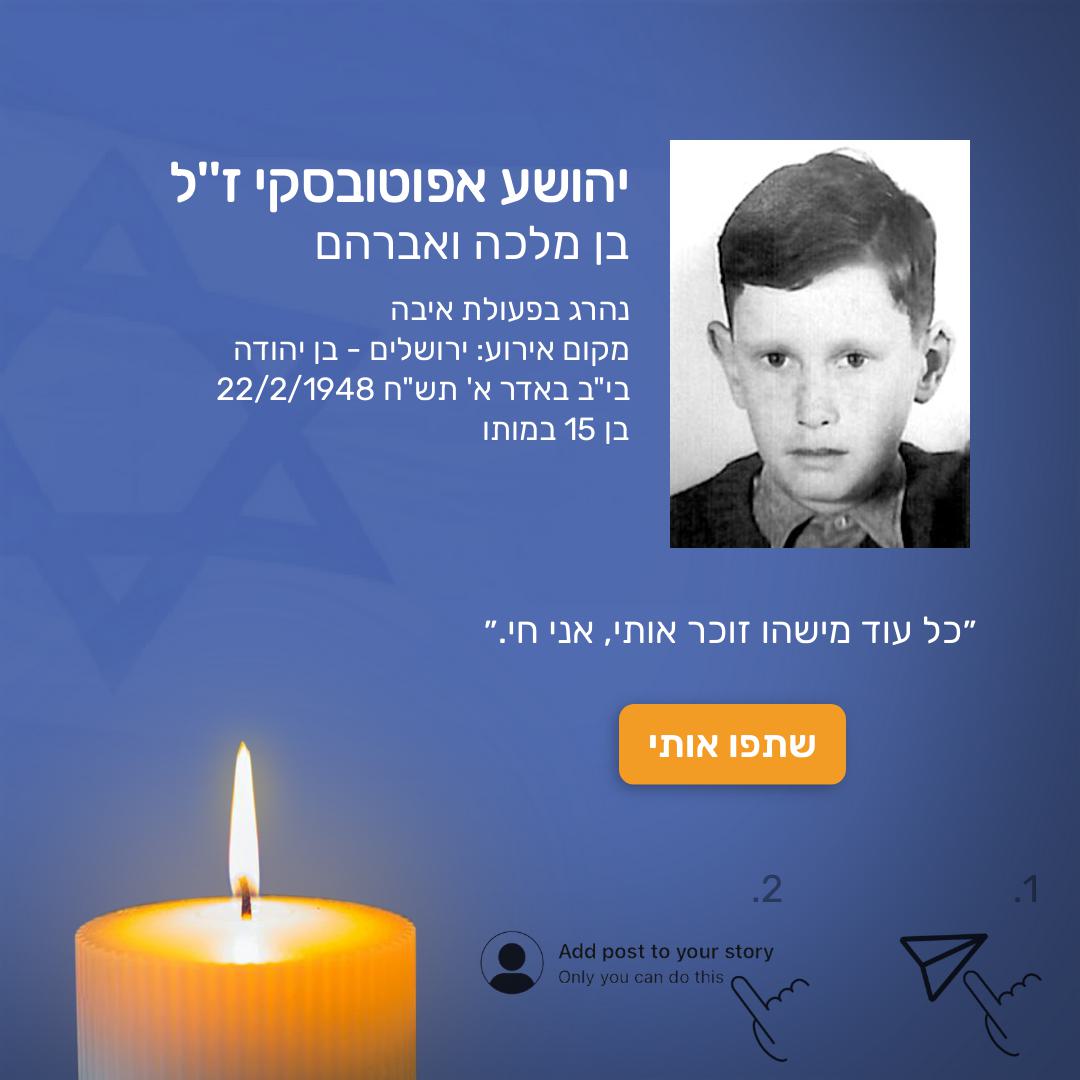 יהושע אפוטובסקי ז"ל
בן מלכה ואברהם
נהרג בפעולת איבה
מקום אירוע: ירושלים - בן יהודה
בי"ב באדר א' תש"ח 22/2/1948
בן 15 במותו
״כל עוד מישהו זוכר אותי, אני חי.״
שתפו אותי
1.
2.
Add post to your story
Only you can do this